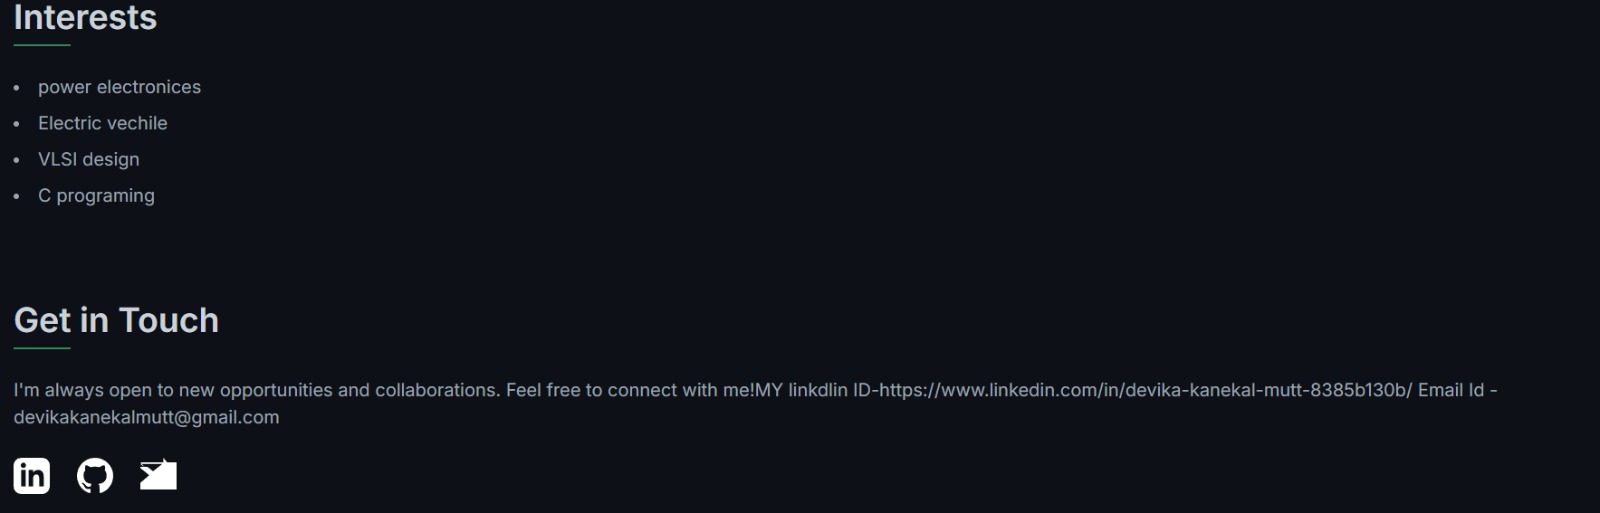 Interests
power electronices
Electric vechile
VLSI design
C programing
Get in Touch
I'm always open to new opportunities and collaborations. Feel free to connect with me!MY linkdlin ID-https://www.linkedin.com/in/devika-kanekal-mutt-8385b130b/ Email Id -
devikakanekalmutt@gmail.com
in